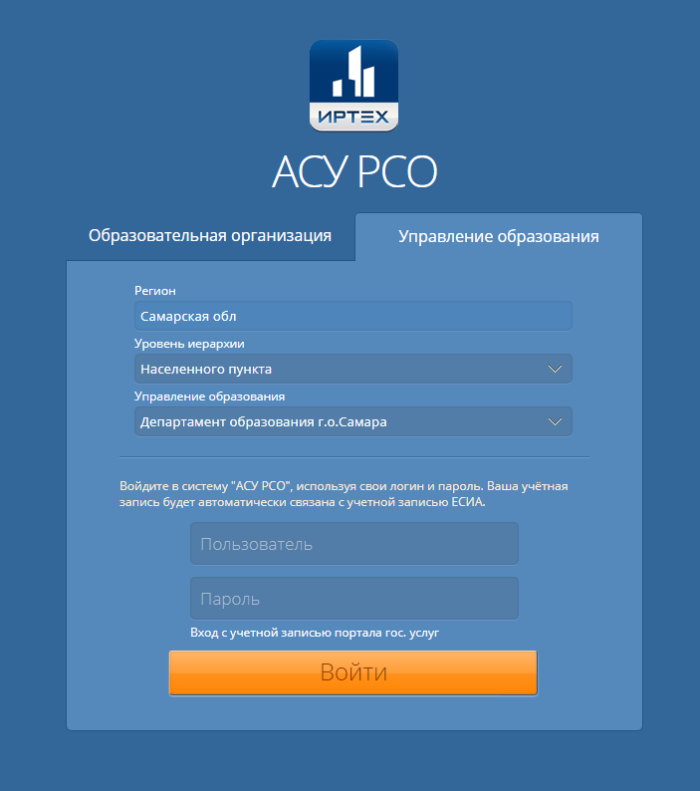 ИРТЕХ
АСУ РСО
Образовательная организация
Управление образования
Регион
Самарская обл
Уровень иерархии
Населенного пункта
Управление образования
Департамент образования г.о.Самара
Войдите в систему "АСУ РСО", используя свои логин и пароль. Ваша учётная
запись будет автоматически связана с учетной записью ЕСИА.
Пользователь
Пароль
Вход с учетной записью портала гос. услуг
Войти